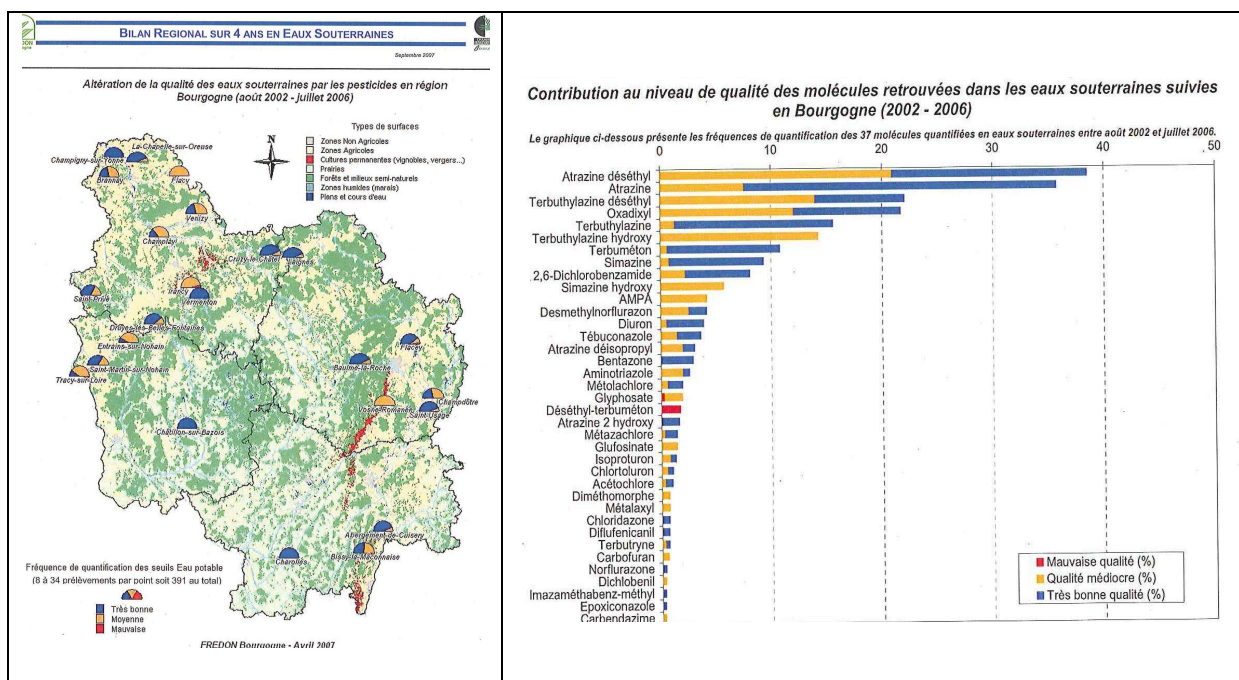 BILAN REGIONAL SUR 4 ANS EN EAUX SOUTERRAINES
Septembre 2007
Altération de la qualité des eaux souterraines par les pesticides en région
Bourgogne (août 2002 - juillet 2006)
N
Types de surfaces
Zones Non Agricoles
Zones Agricoles
Cultures permanentes (vignobles, vergers...)
Prairies
Forêts et milieux semi-naturels
Zones humides (marais)
Plans et cours d'eau
La-Chapelle-sur-Oreuse
Champigny-sur-Yonne
Brannay
Flacy
Venizy
Champlay
Cruzy-le-Châtel
Laignes
Saint-Privé
Irancy
Vermenton
Druyes-les-Belles-Fontaines
Entrains-sur-Nohain
Saint-Martin-sur-Nohain
Tracy-sur-Loire
Flacey
Baulme-la-Roche
Champdôtre
Vosne-Romanée
Saint-Usage
Châtillon-sur-Bazois
Abergement-de-Cuisery
Bissy-la-Mâconnaise
Charolles
Fréquence de quantification des seuils Eau potable
(8 à 34 prélèvements par point soit 391 au total)
Très bonne
Moyenne
Mauvaise
FREDON Bourgogne - Avril 2007
Contribution au niveau de qualité des molécules retrouvées dans les eaux souterraines suivies
en Bourgogne (2002 - 2006)
Le graphique ci-dessous présente les fréquences de quantification des 37 molécules quantifiées en eaux souterraines entre août 2002 et juillet 2006.
0 10 20 30 40 50
Atrazine déséthyl
Atrazine
Terbuthylazine déséthyl
Oxadixyl
Terbuthylazine
Terbuthylazine hydroxy
Terbuméton
Simazine
2,6-Dichlorobenzamide
Simazine hydroxy
AMPA
Desmethylnorflurazon
Diuron
Tébuconazole
Atrazine déisopropyl
Bentazone
Aminotriazole
Métolachlore
Glyphosate
Déséthyl-terbuméton
Atrazine 2 hydroxy
Métazachlore
Glufosinate
Isoproturon
Chlortoluron
Acétochlore
Diméthomorphe
Métalaxyl
Chloridazone
Diflufenicanil
Terbutryne
Carbofuran
Norflurazone
Dichlobenil
Imazaméthabenz-méthyl
Epoxiconazole
Carbendazime
Mauvaise qualité (%)
Qualité médiocre (%)
Très bonne qualité (%)